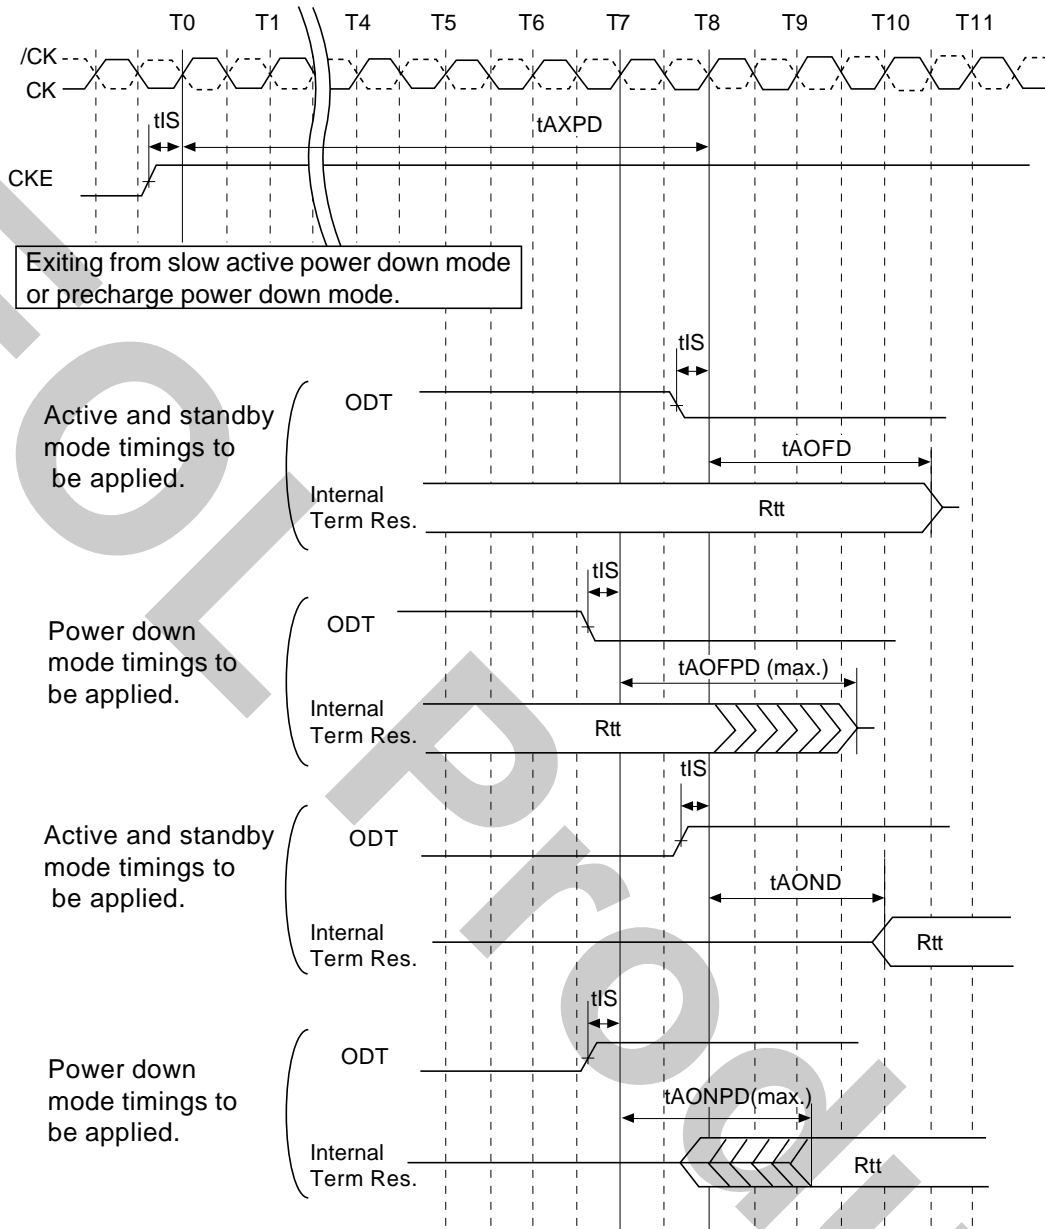 T0 T1 T4 T5 T6 T7 T8 T9 T10 T11
/CK
CK
tIS
tAXPD
CKE
Exiting from slow active power down mode
or precharge power down mode.
tIS
ODT
Active and standby
mode timings to
be applied.
tAOFD
Internal
Term Res.
Rtt
tIS
ODT
Power down
mode timings to
be applied.
tAOFPD (max.)
Internal
Term Res.
Rtt
tIS
Active and standby
mode timings to
be applied.
ODT
tAOND
Internal
Term Res.
Rtt
tIS
ODT
Power down
mode timings to
be applied.
tAONPD(max.)
Internal
Term Res.
Rtt
L Produ